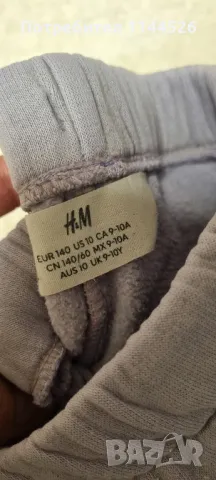 H&M
EUR 140 US 10 CA 9-10A
CN 140/60 MX 9-10A
AUS 10 UK 9-10Y
BAZAR